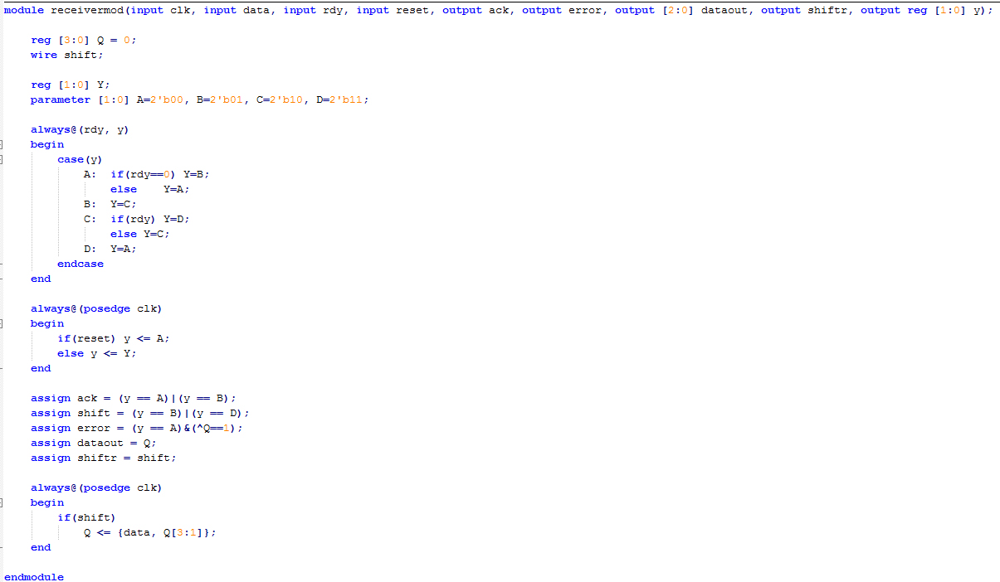 module receivermod(input clk, input data, input rdy, input reset, output ack, output error, output [2:0] dataout, output shiftr, output reg [1:0] y);
reg [3:0] Q = 0;
wire shift;
reg [1:0] Y;
parameter [1:0] A=2'b00, B=2'b01, C=2'b10, D=2'b11;
always@(rdy, y)
begin
case(y)
A: if(rdy==0) Y=B;
else Y=A;
B: Y=C;
C: if(rdy) Y=D;
else Y=C;
D: Y=A;
endcase
end
always@(posedge clk)
begin
if(reset) y <= A;
else y <= Y;
end
assign ack = (y == A)|(y == B);
assign shift = (y == B)|(y == D);
assign error = (y == A)&(^Q==1);
assign dataout = Q;
assign shiftr = shift;
always@(posedge clk)
begin
if(shift)
Q <= {data, Q[3:1]};
end
endmodule